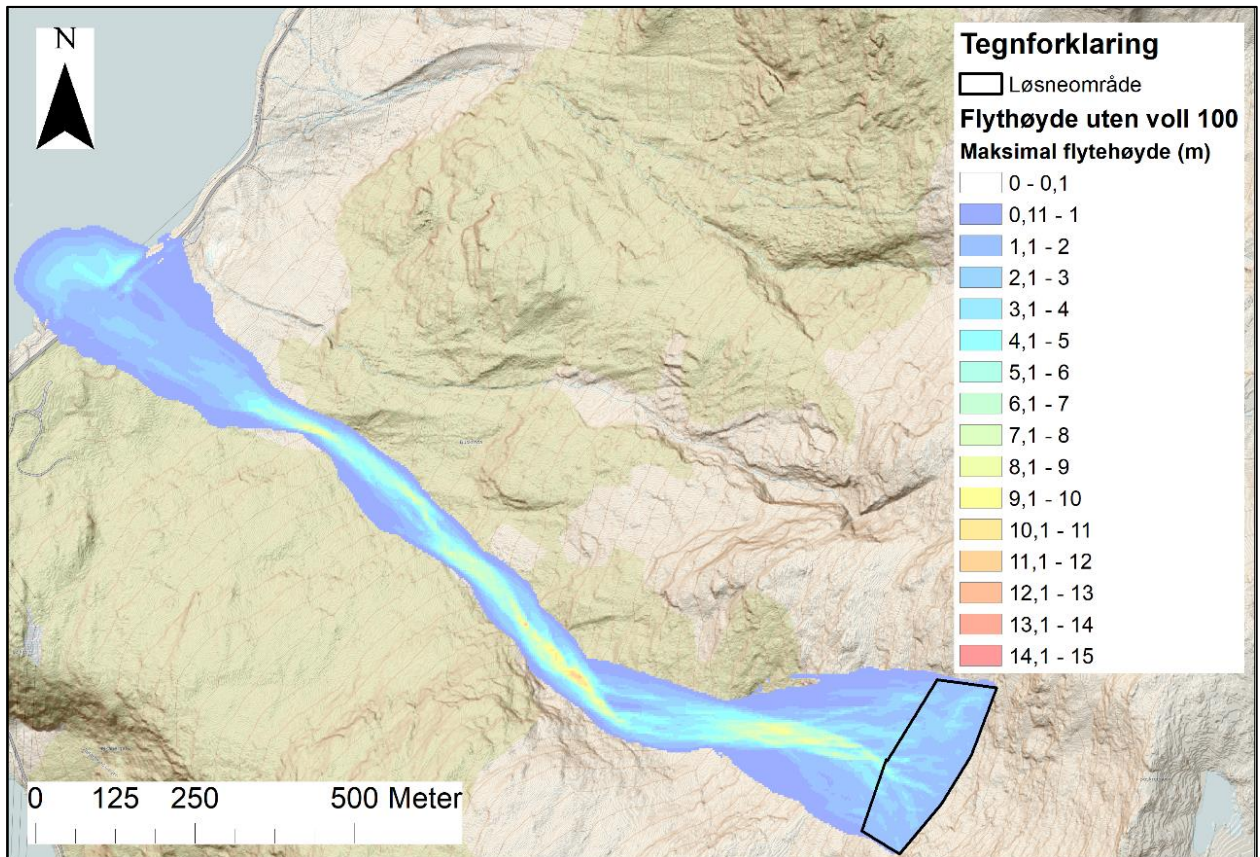 N
Tegnforklaring
Løsneområde
Flythøyde uten voll 100
Maksimal flytehøyde (m)
0 - 0,1
0,11 - 1
1,1 - 2
2,1 - 3
3,1 - 4
4,1 - 5
5,1 - 6
6,1 - 7
7,1 - 8
8,1 - 9
9,1 - 10
10,1 - 11
11,1 - 12
12,1 - 13
13,1 - 14
14,1 - 15
0 125 250 500 Meter